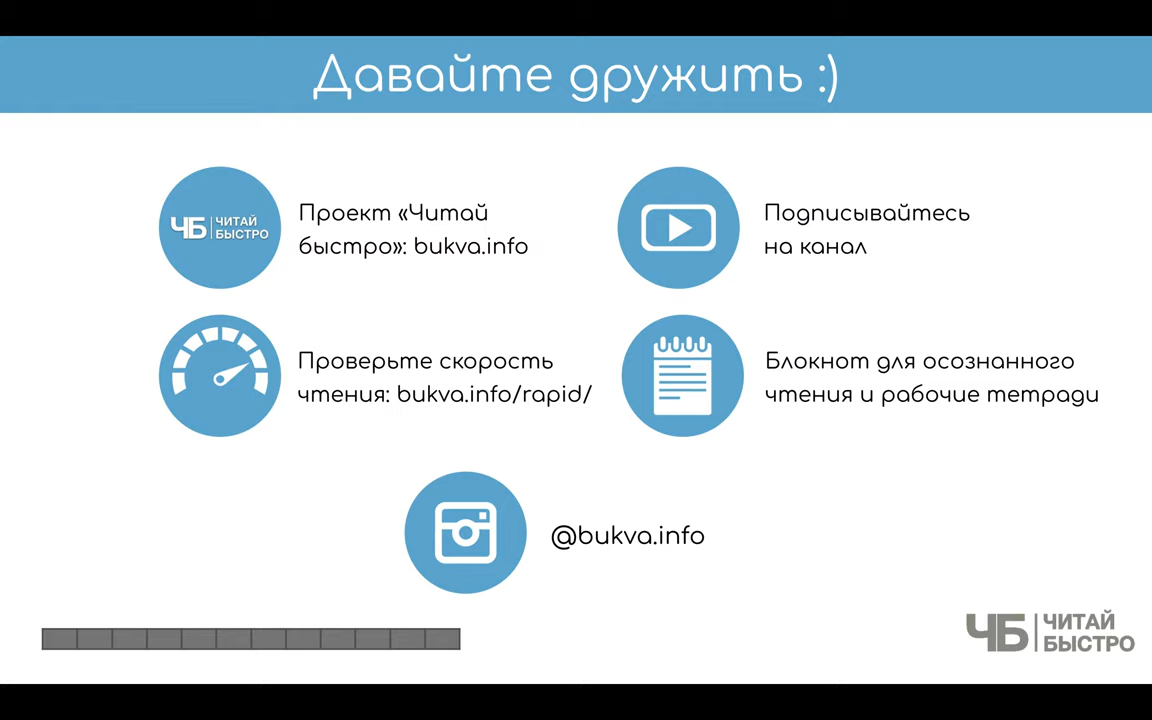 Давайте дружить :)
ЧБ ЧИТАЙ
БЫСТРО
Проект «Читай
быстро»: bukva.info
Подписывайтесь
на канал
Проверьте скорость
чтения: bukva.info/rapid/
Блокнот для осознанного
чтения и рабочие тетради
@bukva.info
ЧБ ЧИТАЙ
БЫСТРО